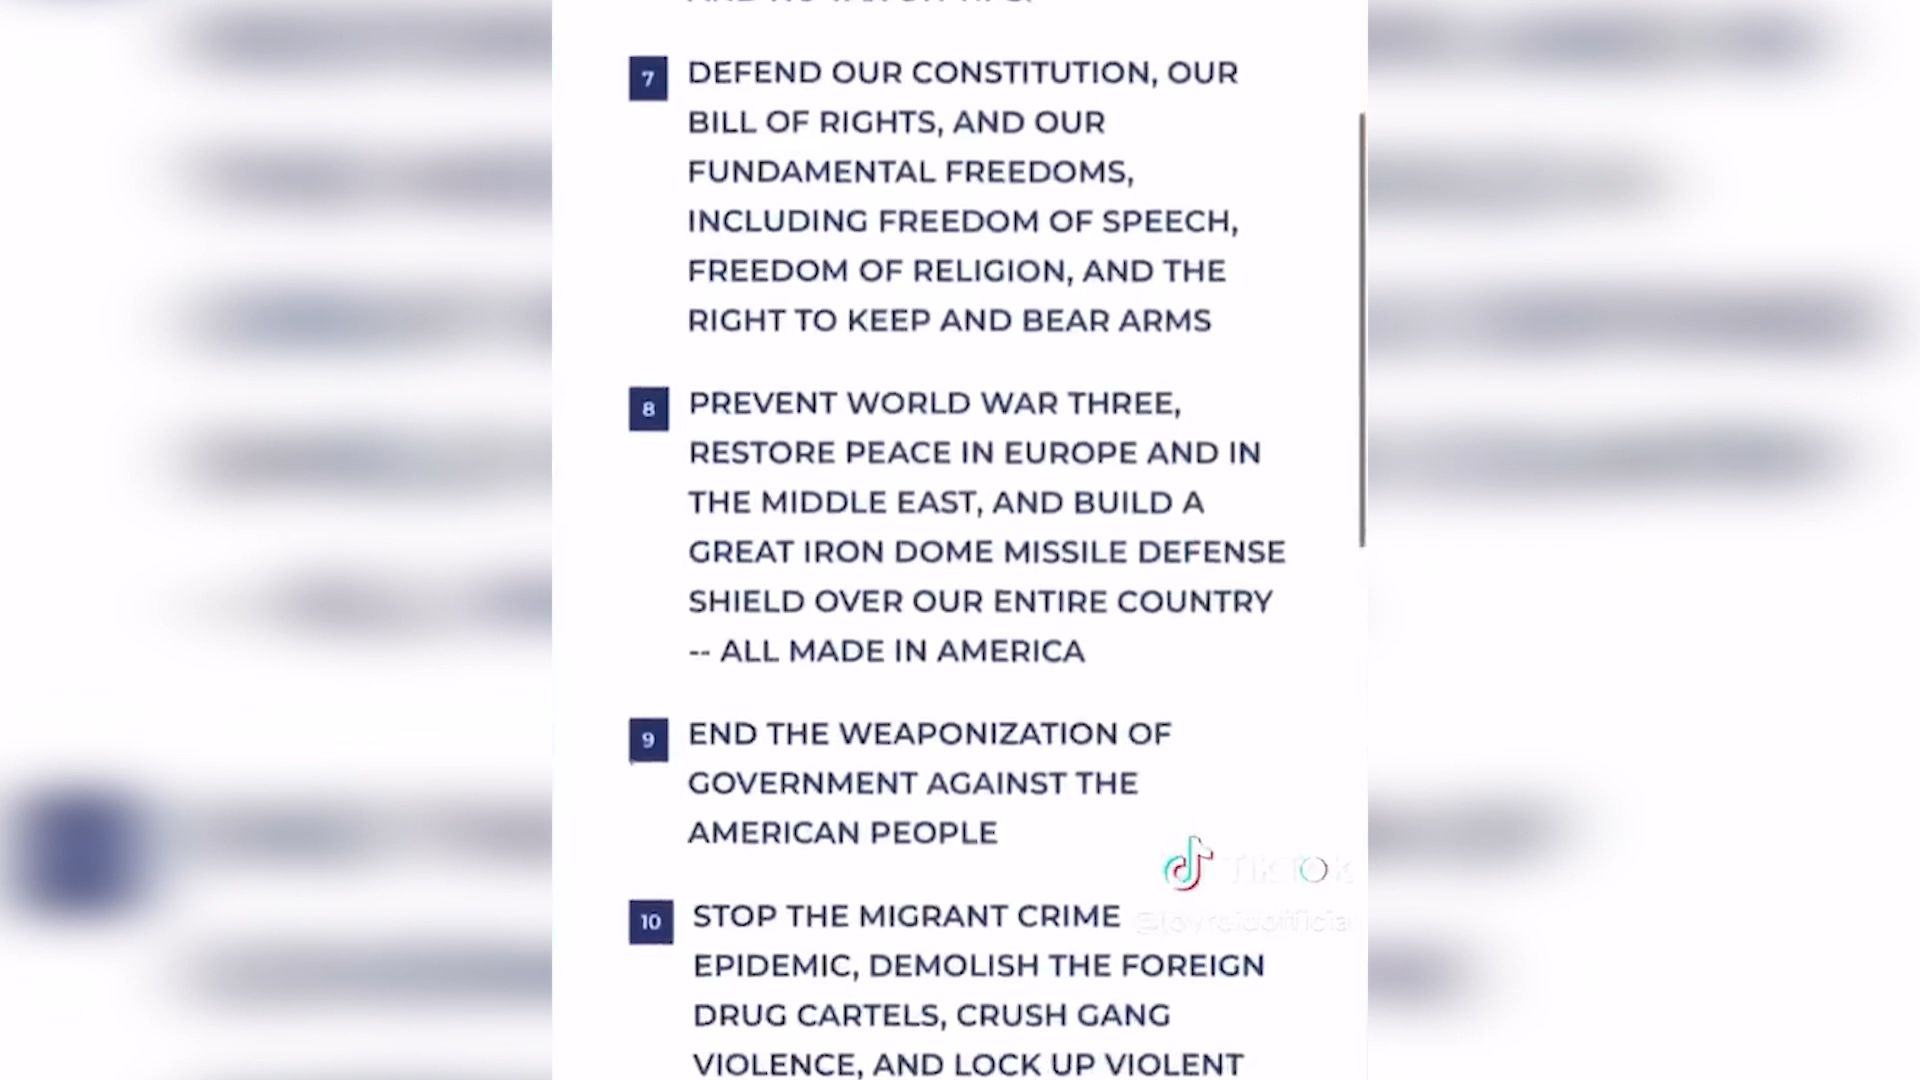 7
DEFEND OUR CONSTITUTION, OUR
BILL OF RIGHTS, AND OUR
FUNDAMENTAL FREEDOMS,
INCLUDING FREEDOM OF SPEECH,
FREEDOM OF RELIGION, AND THE
RIGHT TO KEEP AND BEAR ARMS
8
PREVENT WORLD WAR THREE,
RESTORE PEACE IN EUROPE AND IN
THE MIDDLE EAST, AND BUILD A
GREAT IRON DOME MISSILE DEFENSE
SHIELD OVER OUR ENTIRE COUNTRY
-- ALL MADE IN AMERICA
9
END THE WEAPONIZATION OF
GOVERNMENT AGAINST THE
AMERICAN PEOPLE
TikTok
10
STOP THE MIGRANT CRIME
EPIDEMIC, DEMOLISH THE FOREIGN
DRUG CARTELS, CRUSH GANG
VIOLENCE, AND LOCK UP VIOLENT